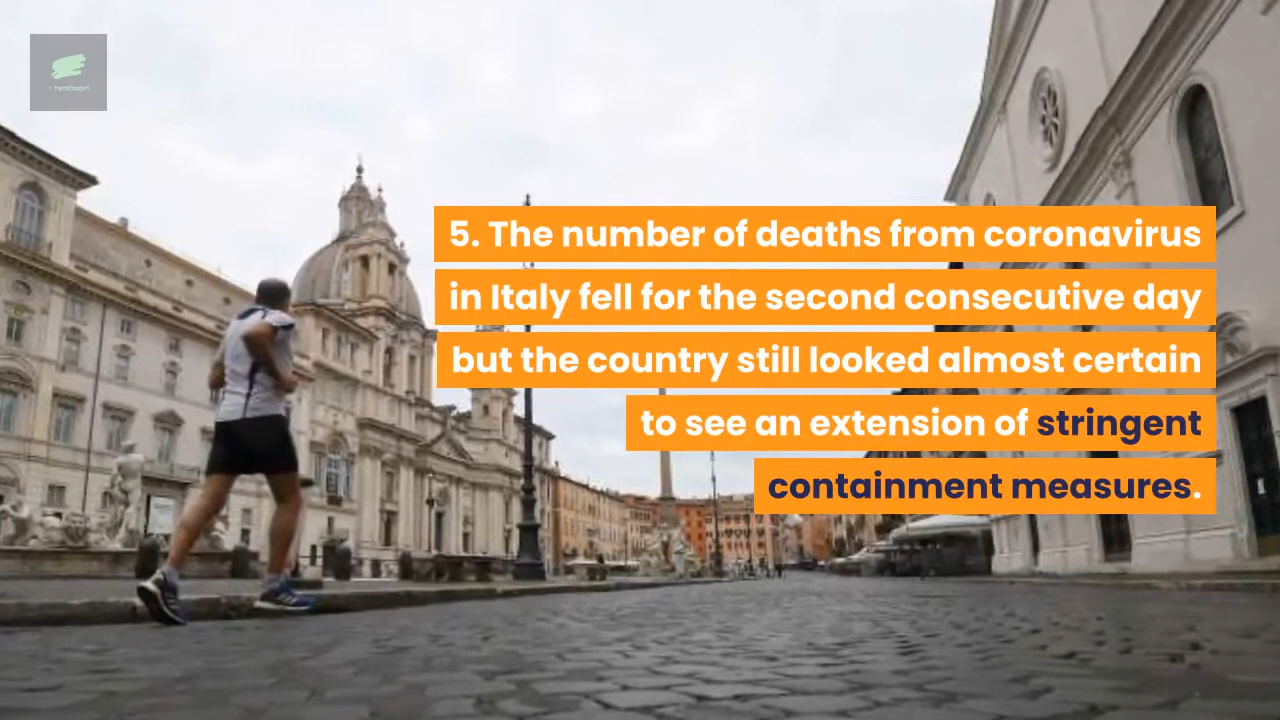 ~ tambaari
5. The number of deaths from coronavirus
in Italy fell for the second consecutive day
but the country still looked almost certain
to see an extension of stringent
containment measures.